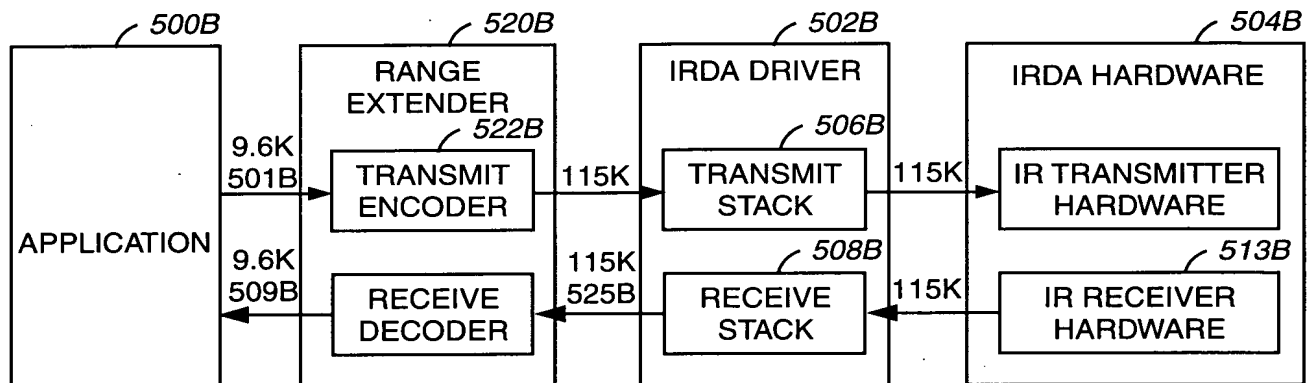 500B
520B
502B
504B
RANGE
EXTENDER
IRDA DRIVER
IRDA HARDWARE
522B
506B
9.6K
501B
TRANSMIT
ENCODER
115K
TRANSMIT
STACK
115K
IR TRANSMITTER
HARDWARE
APPLICATION
9.6K
509B
RECEIVE
DECODER
115K
525B
508B
RECEIVE
STACK
115K
513B
IR RECEIVER
HARDWARE